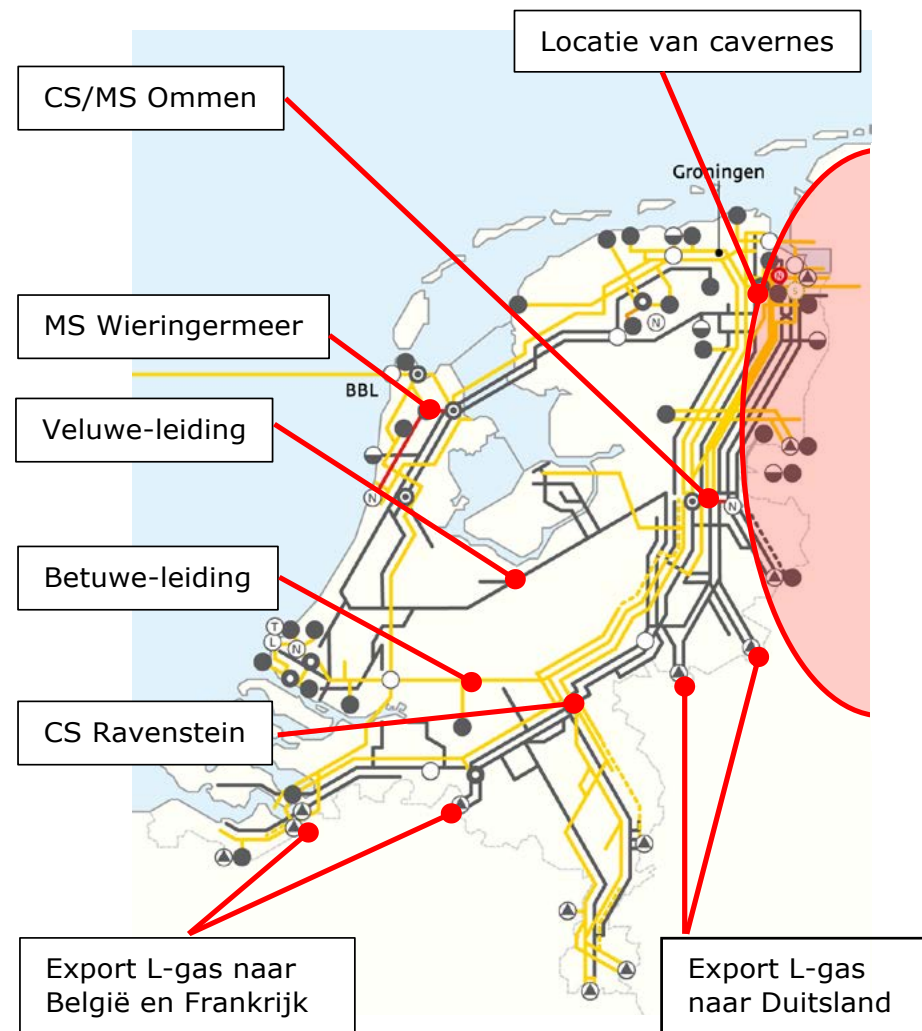 Locatie van cavernes
CS/MS Ommen
Groningen
MS Wieringermeer
BBL
Veluwe-leiding
Betuwe-leiding
CS Ravenstein
Export L-gas naar
België en Frankrijk
Export L-gas
naar Duitsland
N
S
N
N
N
T
L
N